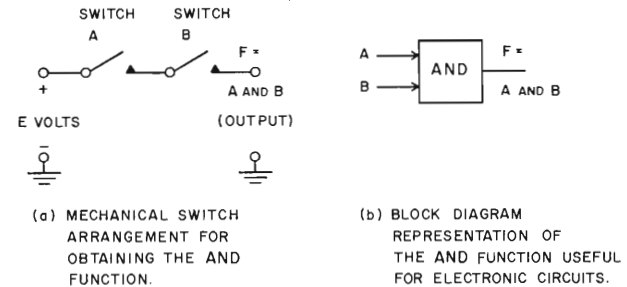 SWITCH
A
SWITCH
B
F =
+
A AND B
E VOLTS
(OUTPUT)
−
(a) MECHANICAL SWITCH
ARRANGEMENT FOR
OBTAINING THE AND
FUNCTION.
A
B
AND
F =
A AND B
(b) BLOCK DIAGRAM
REPRESENTATION OF
THE AND FUNCTION USEFUL
FOR ELECTRONIC CIRCUITS.